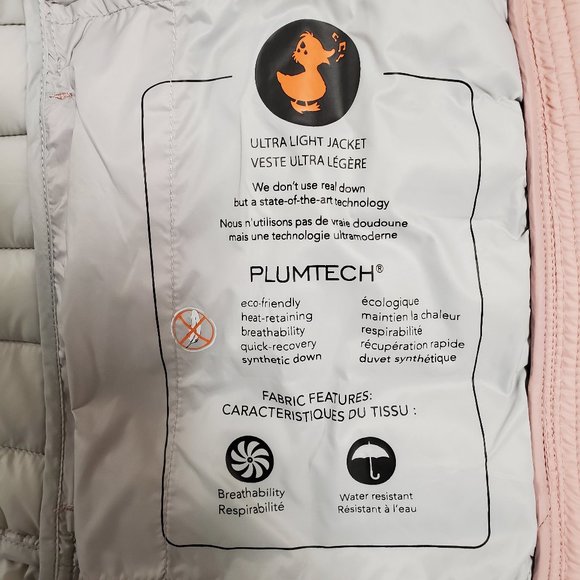 ULTRA LIGHT JACKET
VESTE ULTRA LÉGÈRE
We don't use real down
but a state-of-the-art technology
Nous n'utilisons pas de vraie doudoune
mais une technologie ultramoderne
PLUMTECH®
eco-friendly
heat-retaining
breathability
quick-recovery
synthetic down
écologique
maintien la chaleur
respirabilité
récupération rapide
duvet synthétique
FABRIC FEATURES:
CARACTERISTIQUES DU TISSU :
Breathability
Respirabilité
Water resistant
Résistant à l'eau